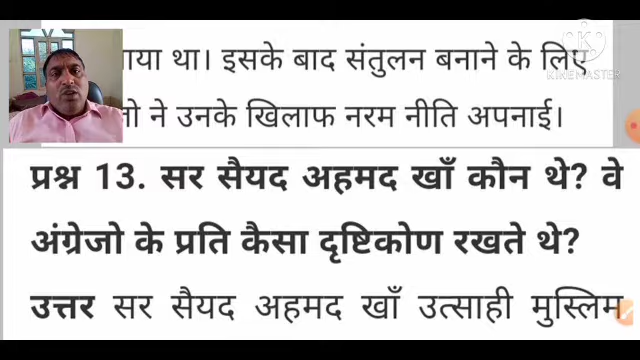 ाया था। इसके बाद संतुलन बनाने के लिए
KINEMASTER
ने उनके खिलाफ नरम नीति अपनाई।
प्रश्न 13. सर सैयद अहमद खाँ कौन थे? वे
अंग्रेजो के प्रति कैसा दृष्टिकोण रखते थे?
उत्तर सर सैयद अहमद खाँ उत्साही मुस्लिम